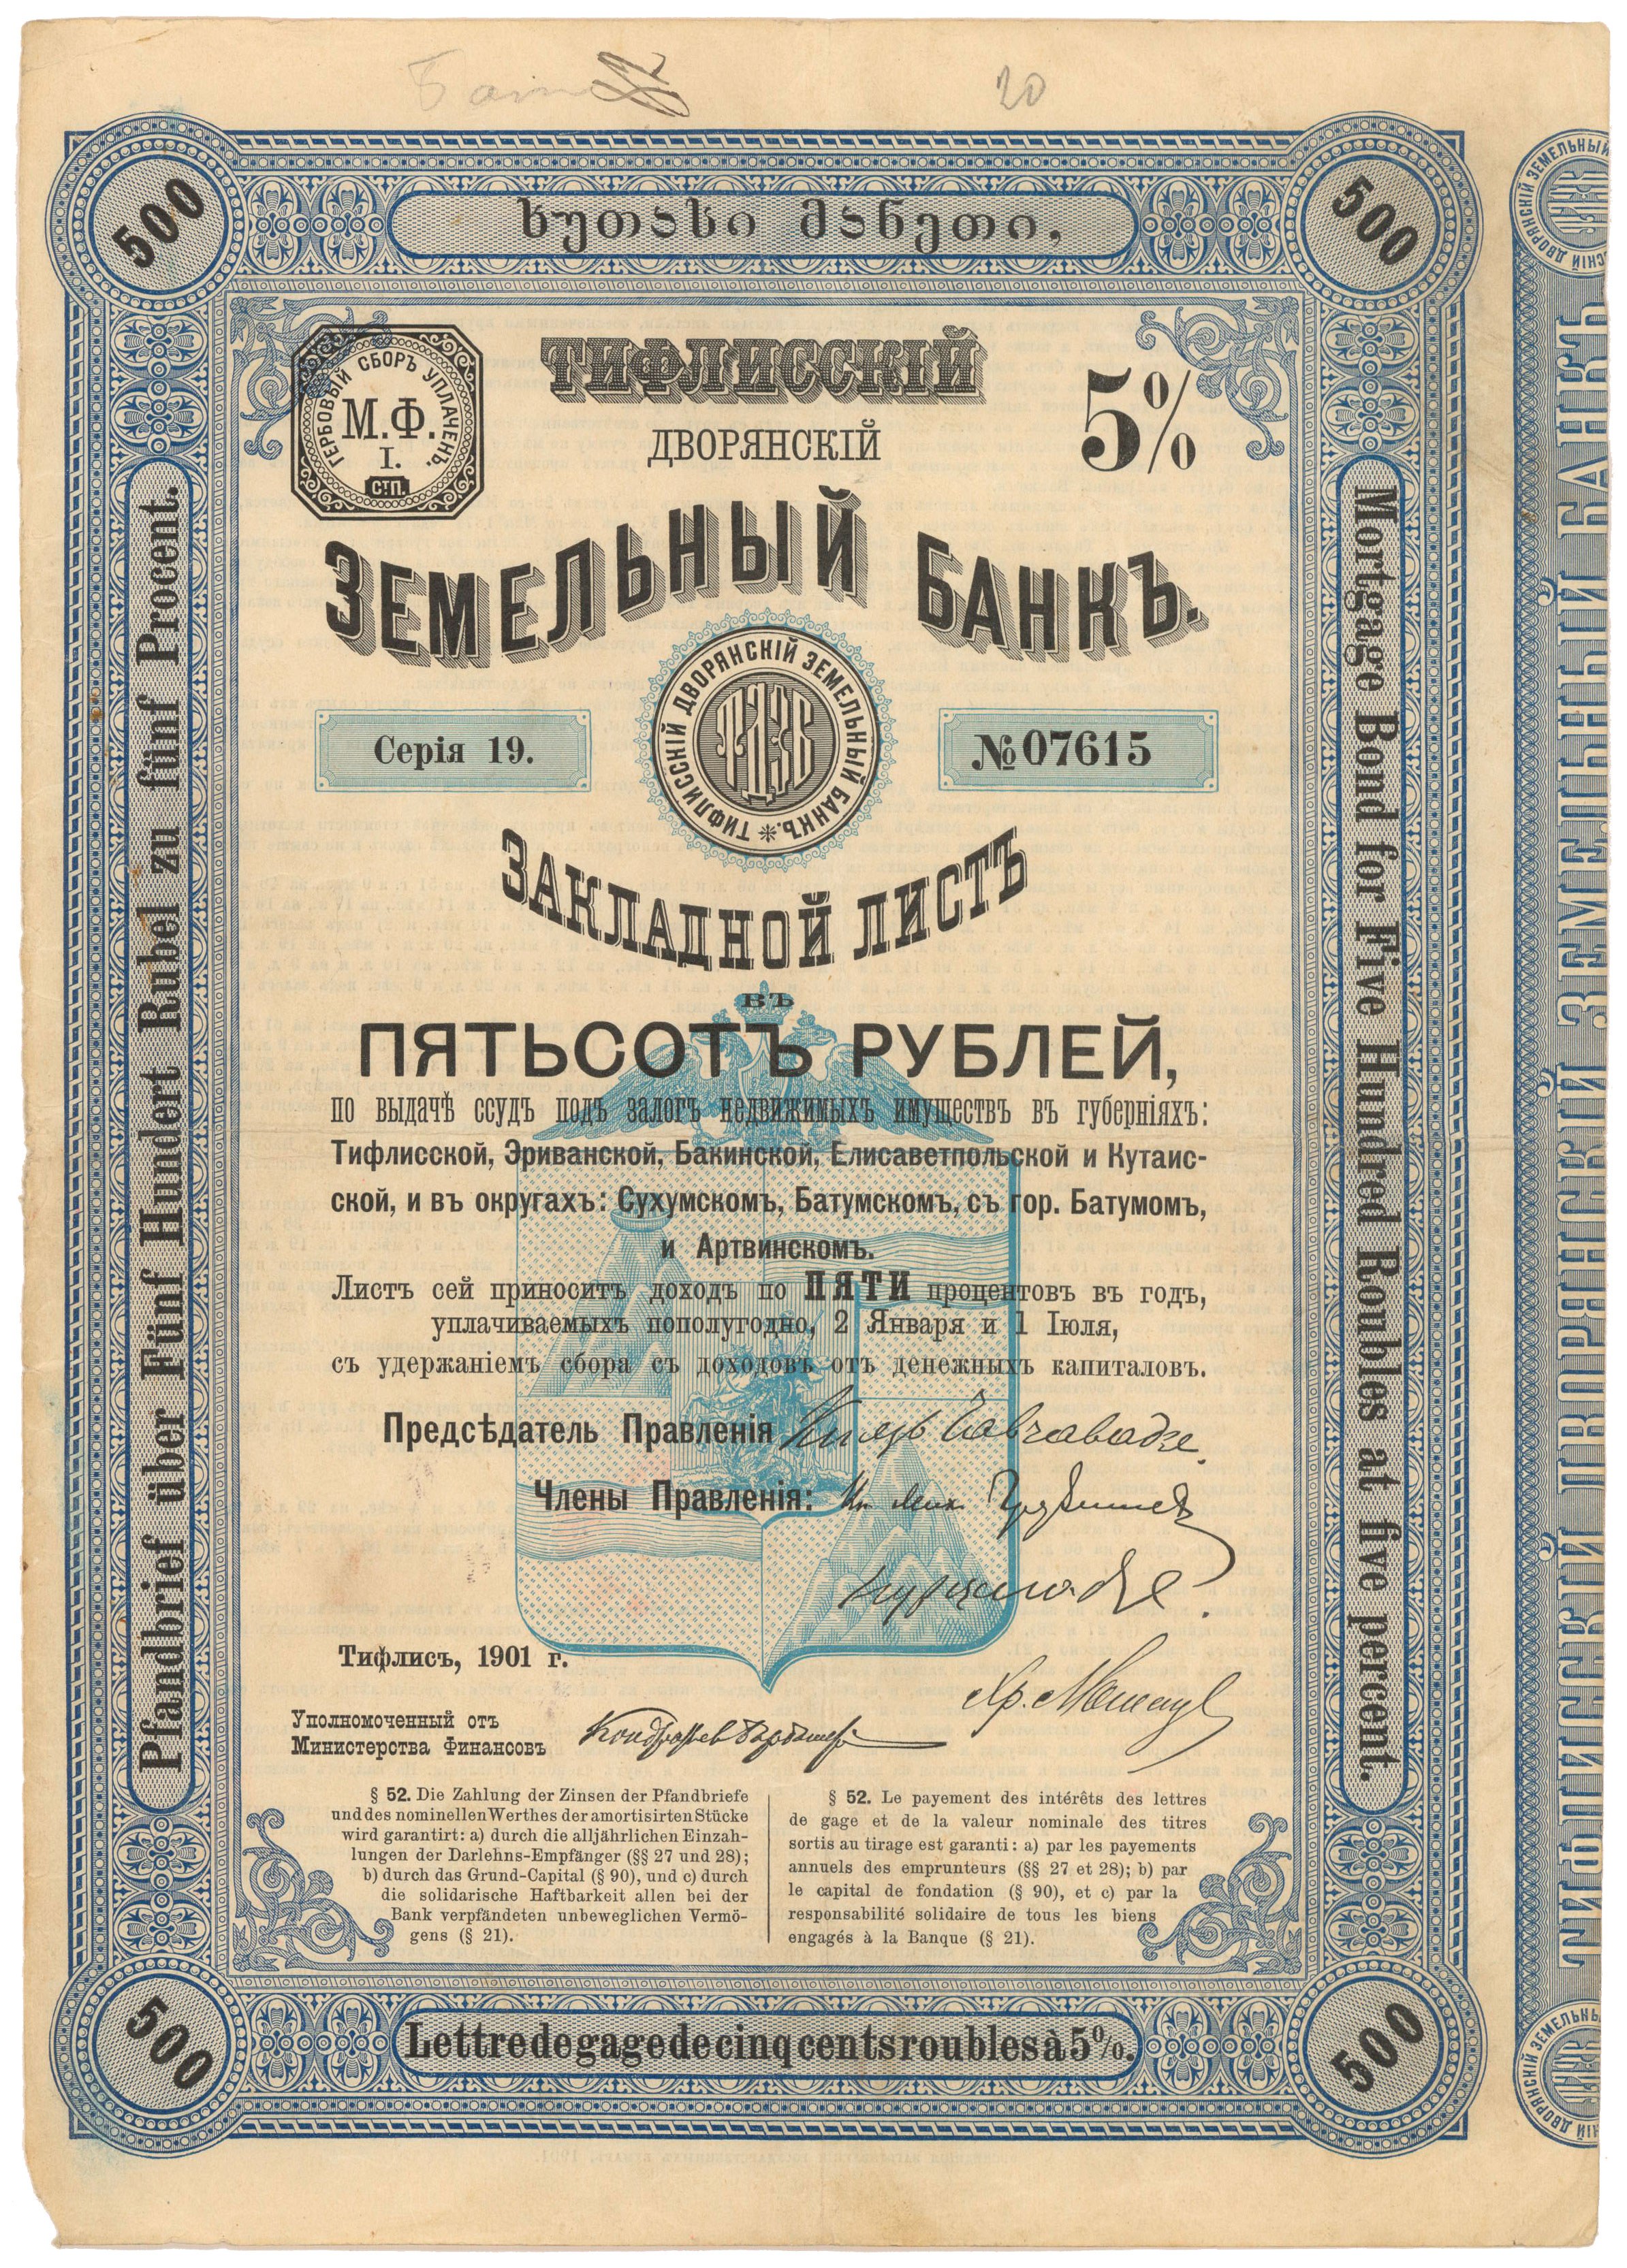 20
500
ხუთასი მანეთი,
500
ГЕРБОВЫЙ СБОРЪ УПЛАЧЕНЪ.
М.Ф.
I.
СТП.
ТИФЛИССКІЙ
5%
ДВОРЯНСКІЙ
ЗЕМЕЛЬНЫЙ БАНКЪ.
ТИФЛИССКІЙ ДВОРЯНСКІЙ ЗЕМЕЛЬНЫЙ БАНКЪ.
ТДЗБ
Серія 19.
№ 07615
ЗАКЛАДНОЙ ЛИСТЪ
ВЪ
ПЯТЬСОТЪ РУБЛЕЙ,
по выдачѣ ссудъ подъ залогъ недвижимыхъ имуществъ въ губерніяхъ:
Тифлисской, Эриванской, Бакинской, Елисаветпольской и Кутаис-
ской, и въ округахъ: Сухумскомъ, Батумскомъ, съ гор. Батумомъ,
и Артвинскомъ.
Листъ сей приноситъ доходъ по ПЯТИ процентовъ въ годъ,
уплачиваемыхъ пополугодно, 2 Января и 1 Іюля,
съ удержаніемъ сбора съ доходовъ отъ денежныхъ капиталовъ.
Предсѣдатель Правленія Князь Чавчавадзе
Члены Правленія:
Тифлисъ, 1901 г.
Уполномоченный отъ
Министерства Финансовъ
§ 52. Die Zahlung der Zinsen der Pfandbriefe
und des nominellen Werthes der amortisirten Stücke
wird garantirt: a) durch die alljährlichen Einzah-
lungen der Darlehns-Empfänger (§§ 27 und 28);
b) durch das Grund-Capital (§ 90), und c) durch
die solidarische Haftbarkeit allen bei der
Bank verpfändeten unbeweglichen Vermö-
gens (§ 21).
§ 52. Le payement des intérêts des lettres
de gage et de la valeur nominale des titres
sortis au tirage est garanti: a) par les payements
annuels des emprunteurs (§§ 27 et 28); b) par
le capital de fondation (§ 90), et c) par la
responsabilité solidaire de tous les biens
engagés à la Banque (§ 21).
Pfandbrief über Fünf Hundert Rubel zu fünf Procent.
Mortgage Bond for Five Hundred Roubles at five percent.
500
Lettre de gage de cinq cents roubles à 5%.
500
ТИФЛИССКІЙ ДВОРЯНСКІЙ ЗЕМЕЛЬНЫЙ БАНКЪ